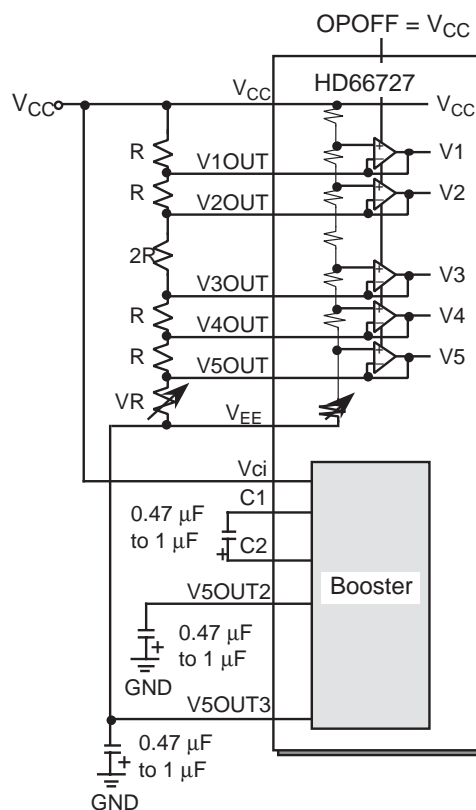 OPOFF = VCC
HD66727
VCC
VCC
VCC
R
V1OUT
V1
R
V2OUT
V2
2R
V3OUT
V3
R
V4OUT
V4
R
V5OUT
V5
VR
VEE
Vci
C1
0.47 µF
to 1 µF
C2
Booster
V5OUT2
0.47 µF
to 1 µF
GND
V5OUT3
0.47 µF
to 1 µF
GND